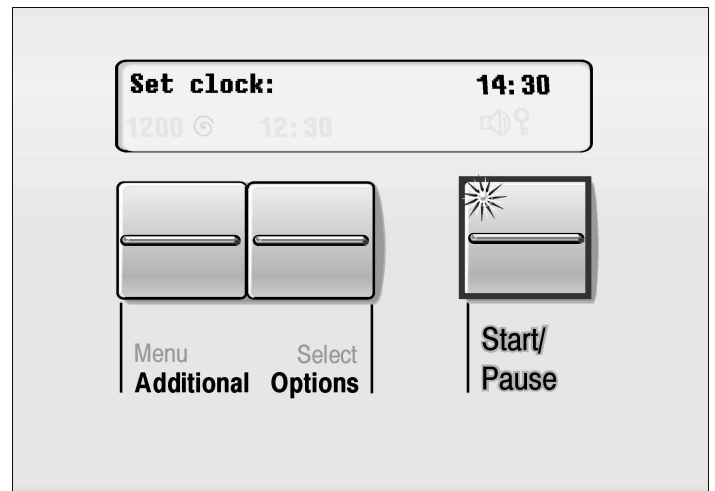 Set clock: 14:30
1200 12:30
Menu Select
Additional Options
Start/
Pause